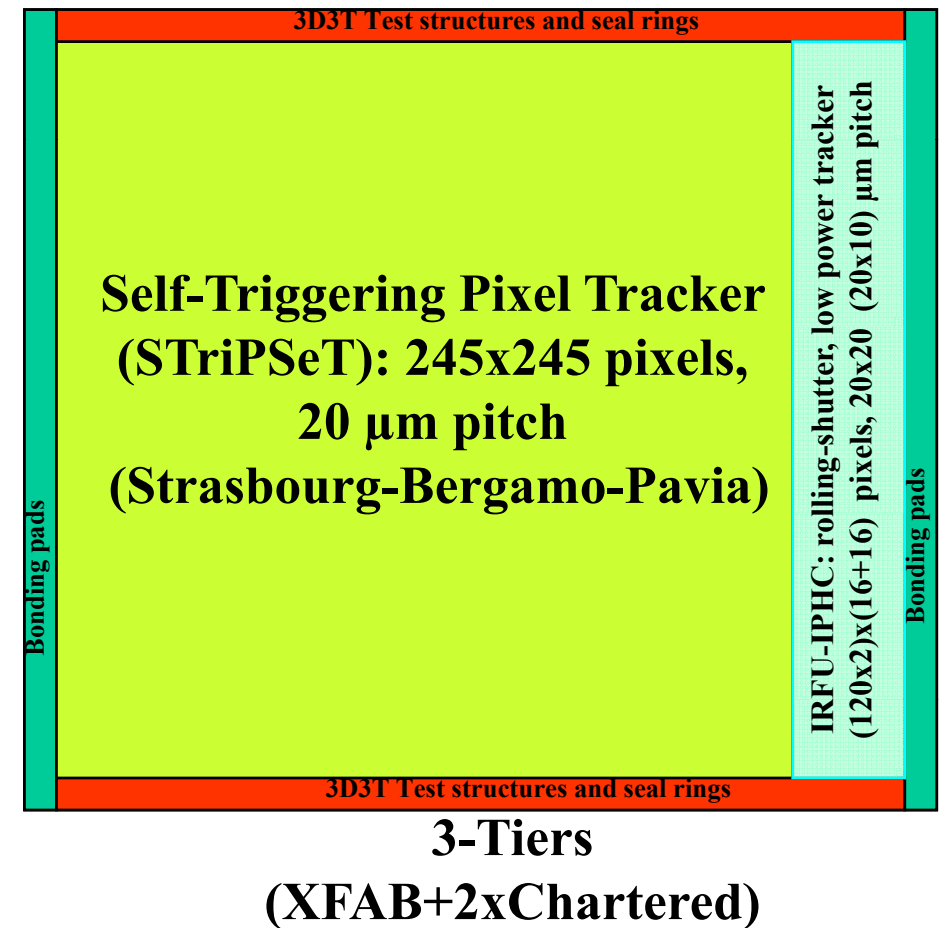 3D3T Test structures and seal rings
Self-Triggering Pixel Tracker
(STriPSeT): 245x245 pixels,
20 µm pitch
(Strasbourg-Bergamo-Pavia)
IRFU-IPHC: rolling-shutter, low power tracker
(120x2)x(16+16) pixels, 20x20 (20x10) µm pitch
Bonding pads
Bonding pads
3D3T Test structures and seal rings
3-Tiers
(XFAB+2xChartered)